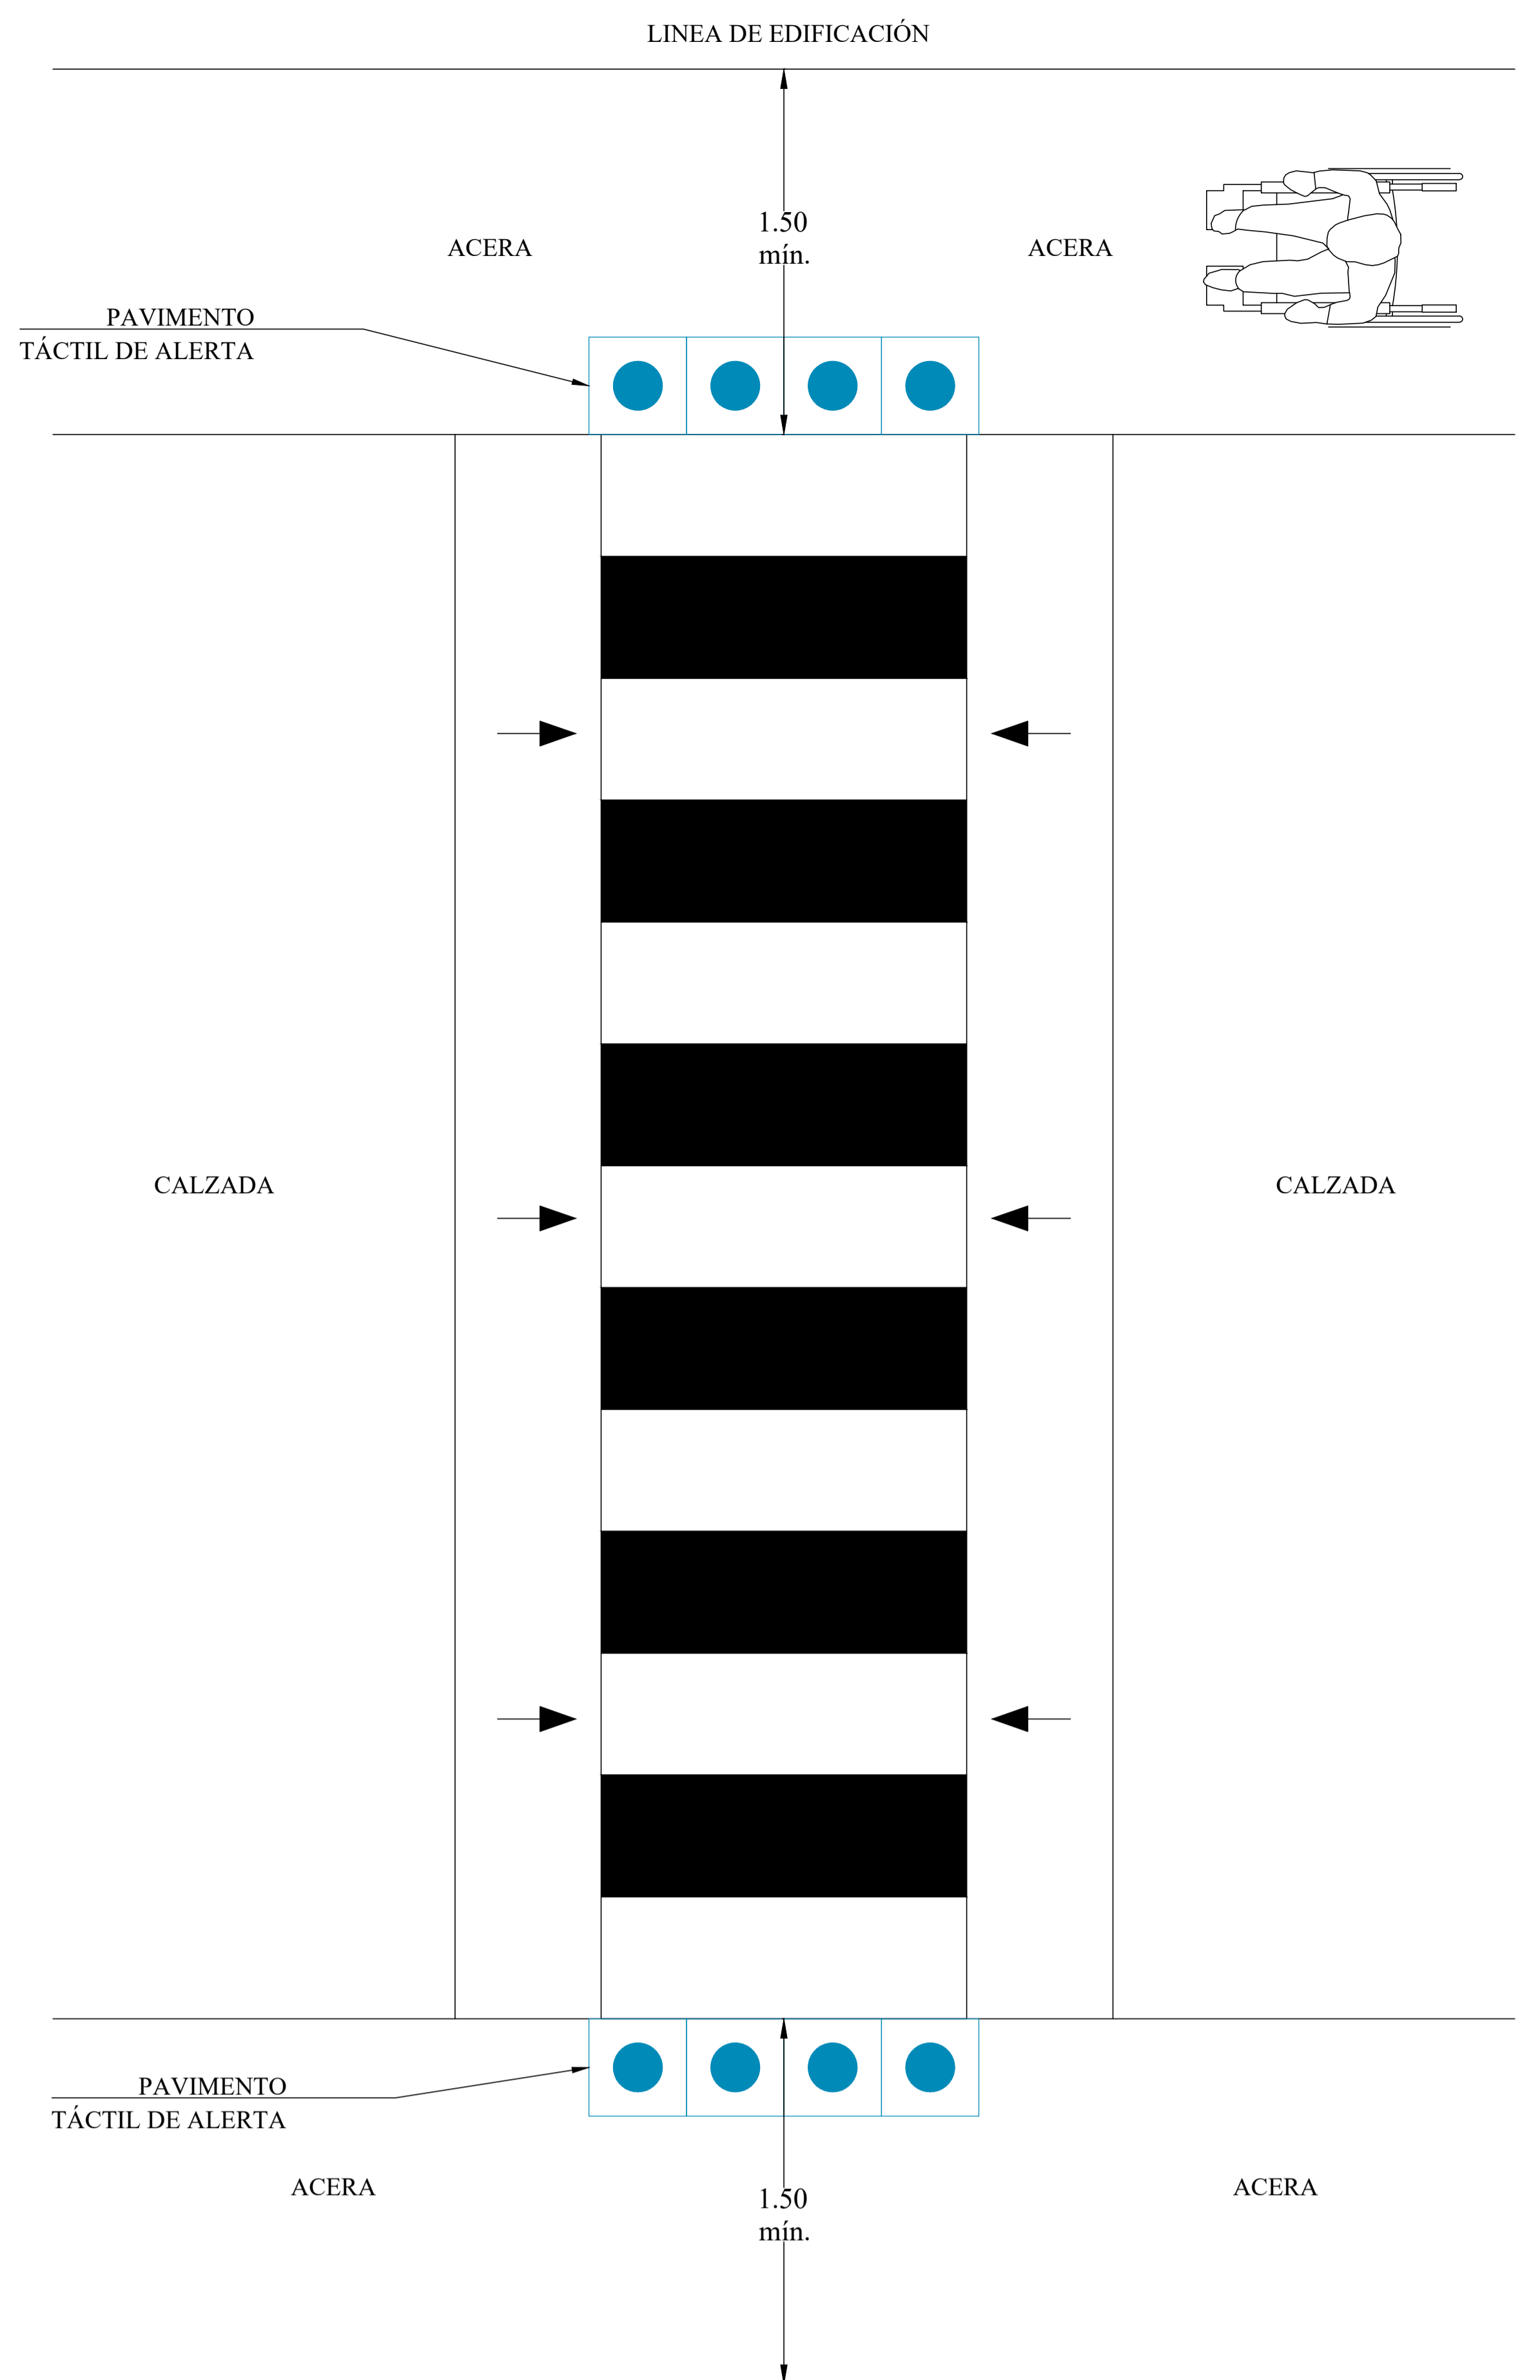 LINEA DE EDIFICACIÓN
1.50
mín.
ACERA
ACERA
PAVIMENTO
TÁCTIL DE ALERTA
CALZADA
CALZADA
PAVIMENTO
TÁCTIL DE ALERTA
ACERA
ACERA
1.50
mín.